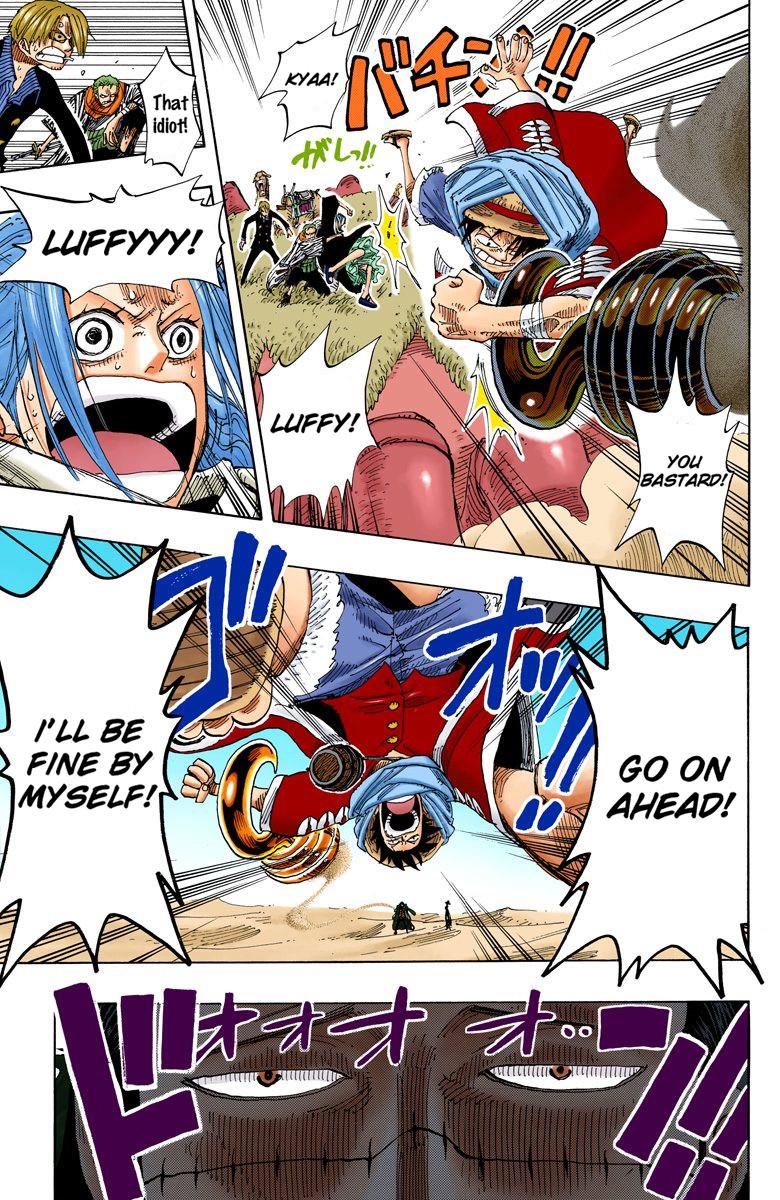 バチン!!
KYAA!
ガしっ!!
LUFFY!
YOU
BASTARD!
That
idiot!
LUFFYYY!
GO ON
AHEAD!
オッ!!
ゴ!!
I'LL BE
FINE BY
MYSELF!
ドオオオオ..ン!!!